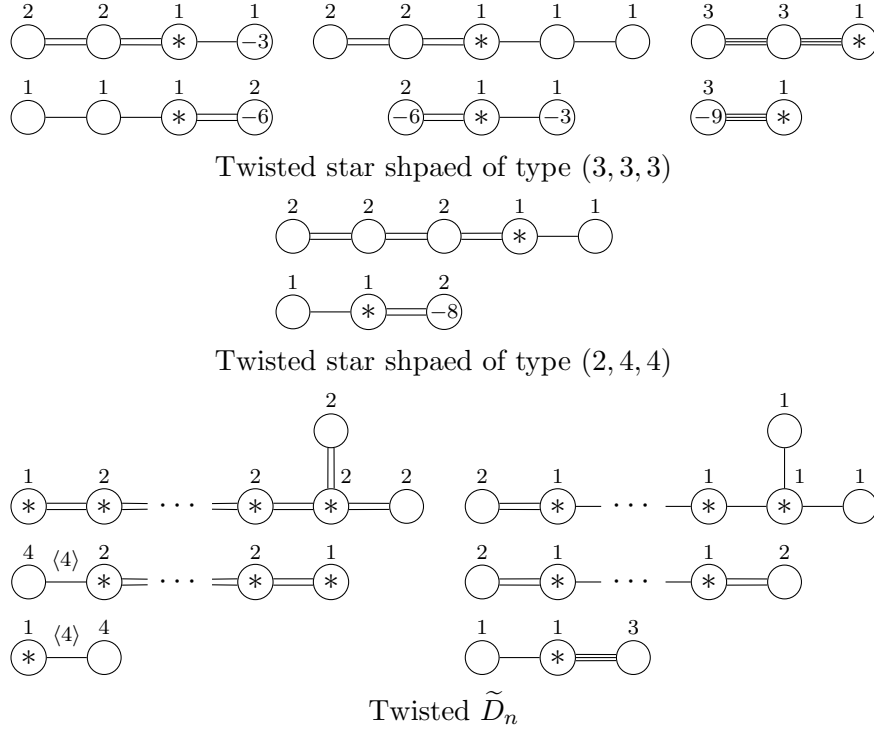 2 2 1 1 2 2 1 1 1 3 3 1
* −3 * *
1 1 1 2 2 1 1 3 1
* −6 −6 * −3 −9 *
Twisted star shpaed of type (3, 3, 3)
2 2 2 1 1
*
1 1 2
* −8
Twisted star shpaed of type (2, 4, 4)
2 1
1 2 2 2 2 2 1 1 1 1
* * ··· * * * ··· * *
4 ⟨4⟩ 2 2 1 2 1 1 2
* ··· * * * ··· *
1 ⟨4⟩ 4 1 1 3
* *
Twisted D̃ₙ